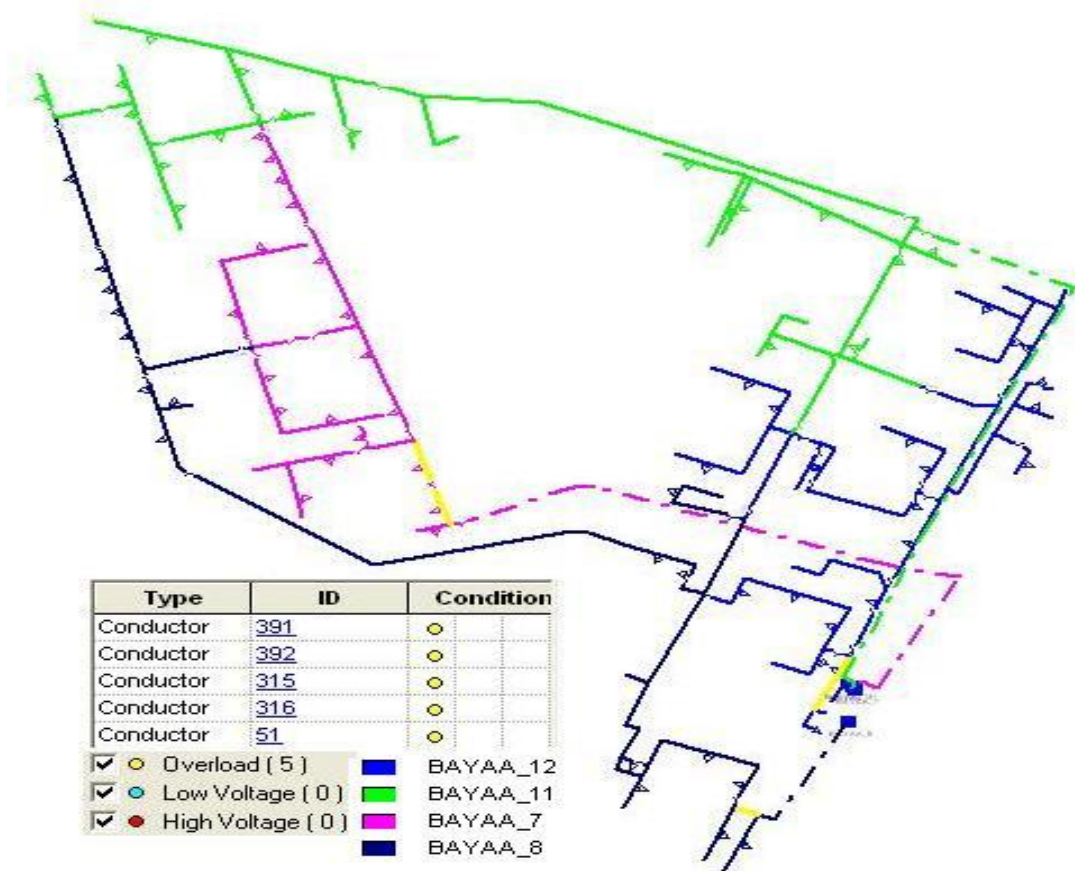 Type ID Condition
Conductor 391
Conductor 392
Conductor 315
Conductor 316
Conductor 51
Overload ( 5 )
Low Voltage ( 0 )
High Voltage ( 0 )
BAYAA_12
BAYAA_11
BAYAA_7
BAYAA_8